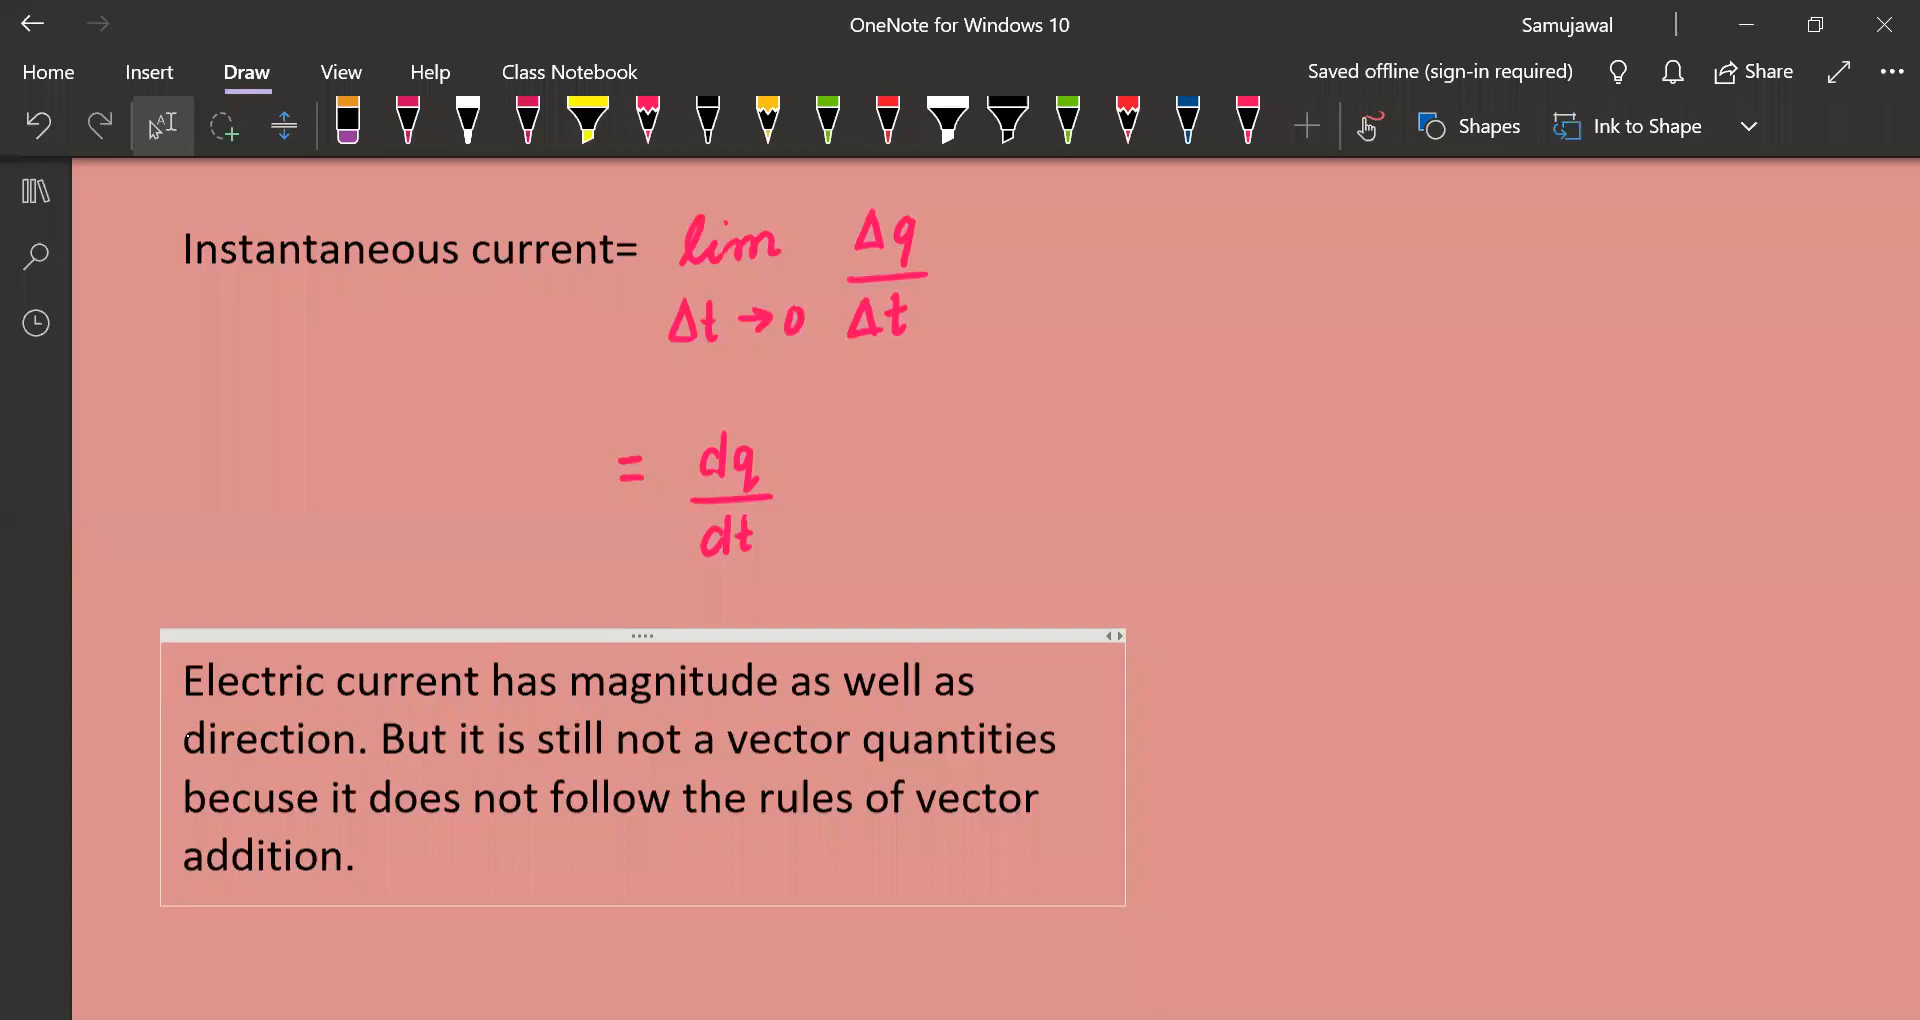 OneNote for Windows 10
Samujawal
Home Insert Draw View Help Class Notebook
Saved offline (sign-in required)
Share
Shapes
Ink to Shape
Instantaneous current= lim Δq
Δt → 0 Δt
= dq
dt
Electric current has magnitude as well as
direction. But it is still not a vector quantities
becuse it does not follow the rules of vector
addition.